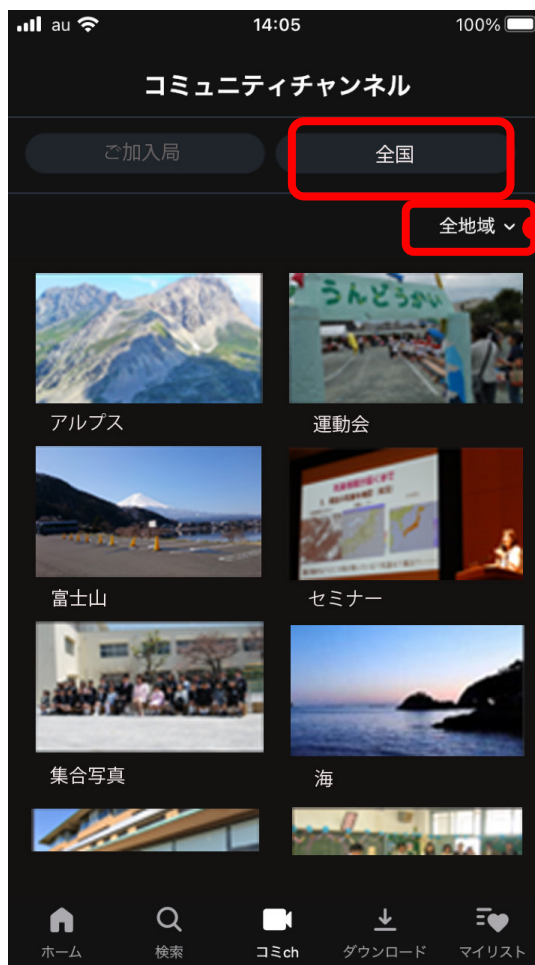 au 14:05 100%
コミュニティチャンネル
ご加入局 全国
全地域
うんどうかい
アルプス 運動会
富士山 セミナー
集合写真 海
ホーム 検索 コミch ダウンロード マイリスト